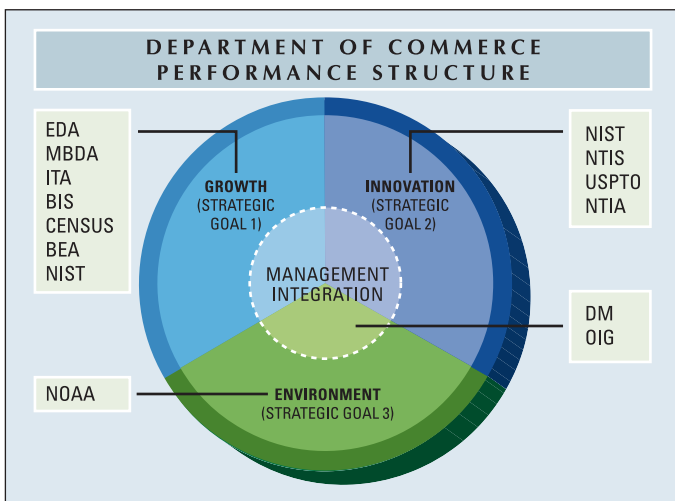 DEPARTMENT OF COMMERCE
PERFORMANCE STRUCTURE
EDA
MBDA
ITA
BIS
CENSUS
BEA
NIST
GROWTH
(STRATEGIC
GOAL 1)
INNOVATION
(STRATEGIC
GOAL 2)
NIST
NTIS
USPTO
NTIA
MANAGEMENT
INTEGRATION
DM
OIG
NOAA
ENVIRONMENT
(STRATEGIC GOAL 3)